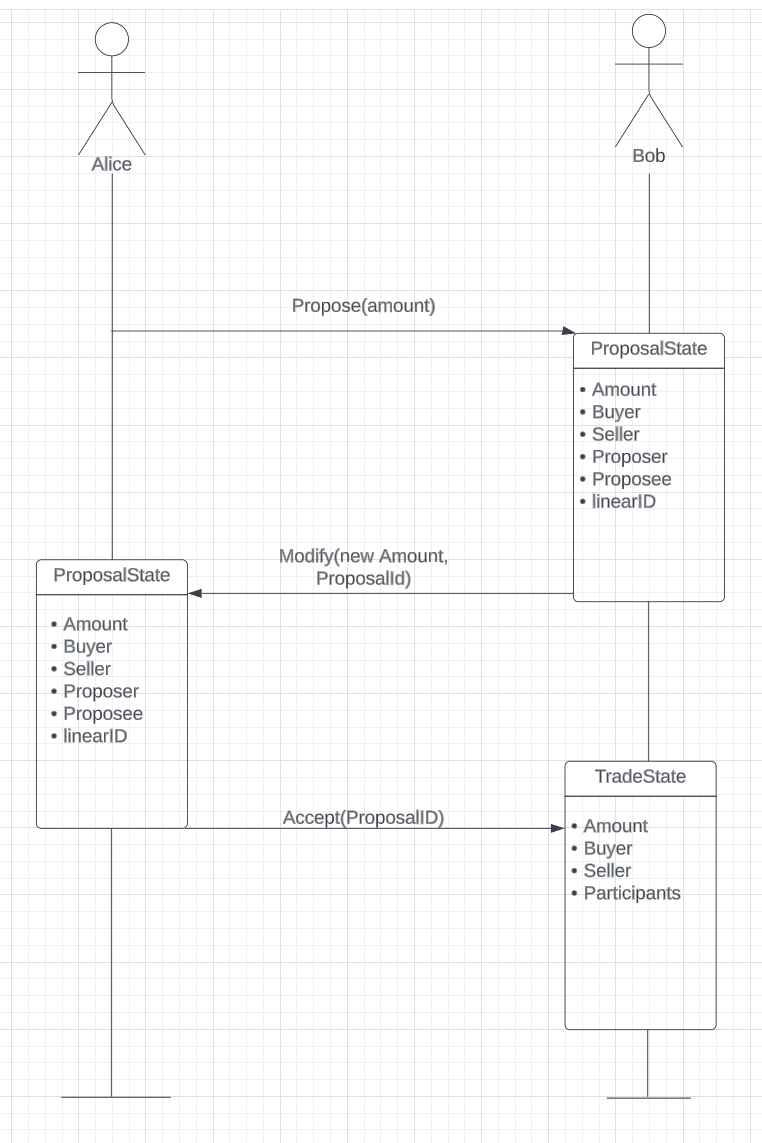 Alice
Bob
Propose(amount)
ProposalState
• Amount
• Buyer
• Seller
• Proposer
• Proposee
• linearID
Modify(new Amount,
ProposalId)
ProposalState
• Amount
• Buyer
• Seller
• Proposer
• Proposee
• linearID
TradeState
Accept(ProposalID)
• Amount
• Buyer
• Seller
• Participants